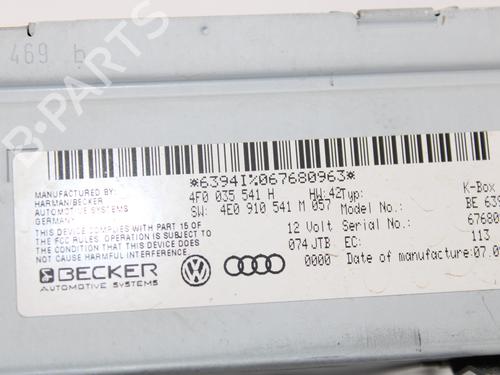 469 b
*6394I%067680963*
MANUFACTURED BY: 4F0 035 541 H HW:42 Typ: K-Box
HARMAN/BECKER
AUTOMOTIVE SYSTEMS SW: 4E0 910 541 M 057 Model No.: BE 639
THIS DEVICE COMPLIES WITH PART 15 OF 12 Volt Serial No.: 67680
THE FCC RULES. OPERATION IS SUBJECT TO
THE CONDITION THAT THIS DEVICE DOES 074 JTB EC: 113
NOT CAUSE HARMFUL INTERFERENCE 0000 Date of manufacture:07.0
BECKER
AUTOMOTIVE SYSTEMS
B-PARTS